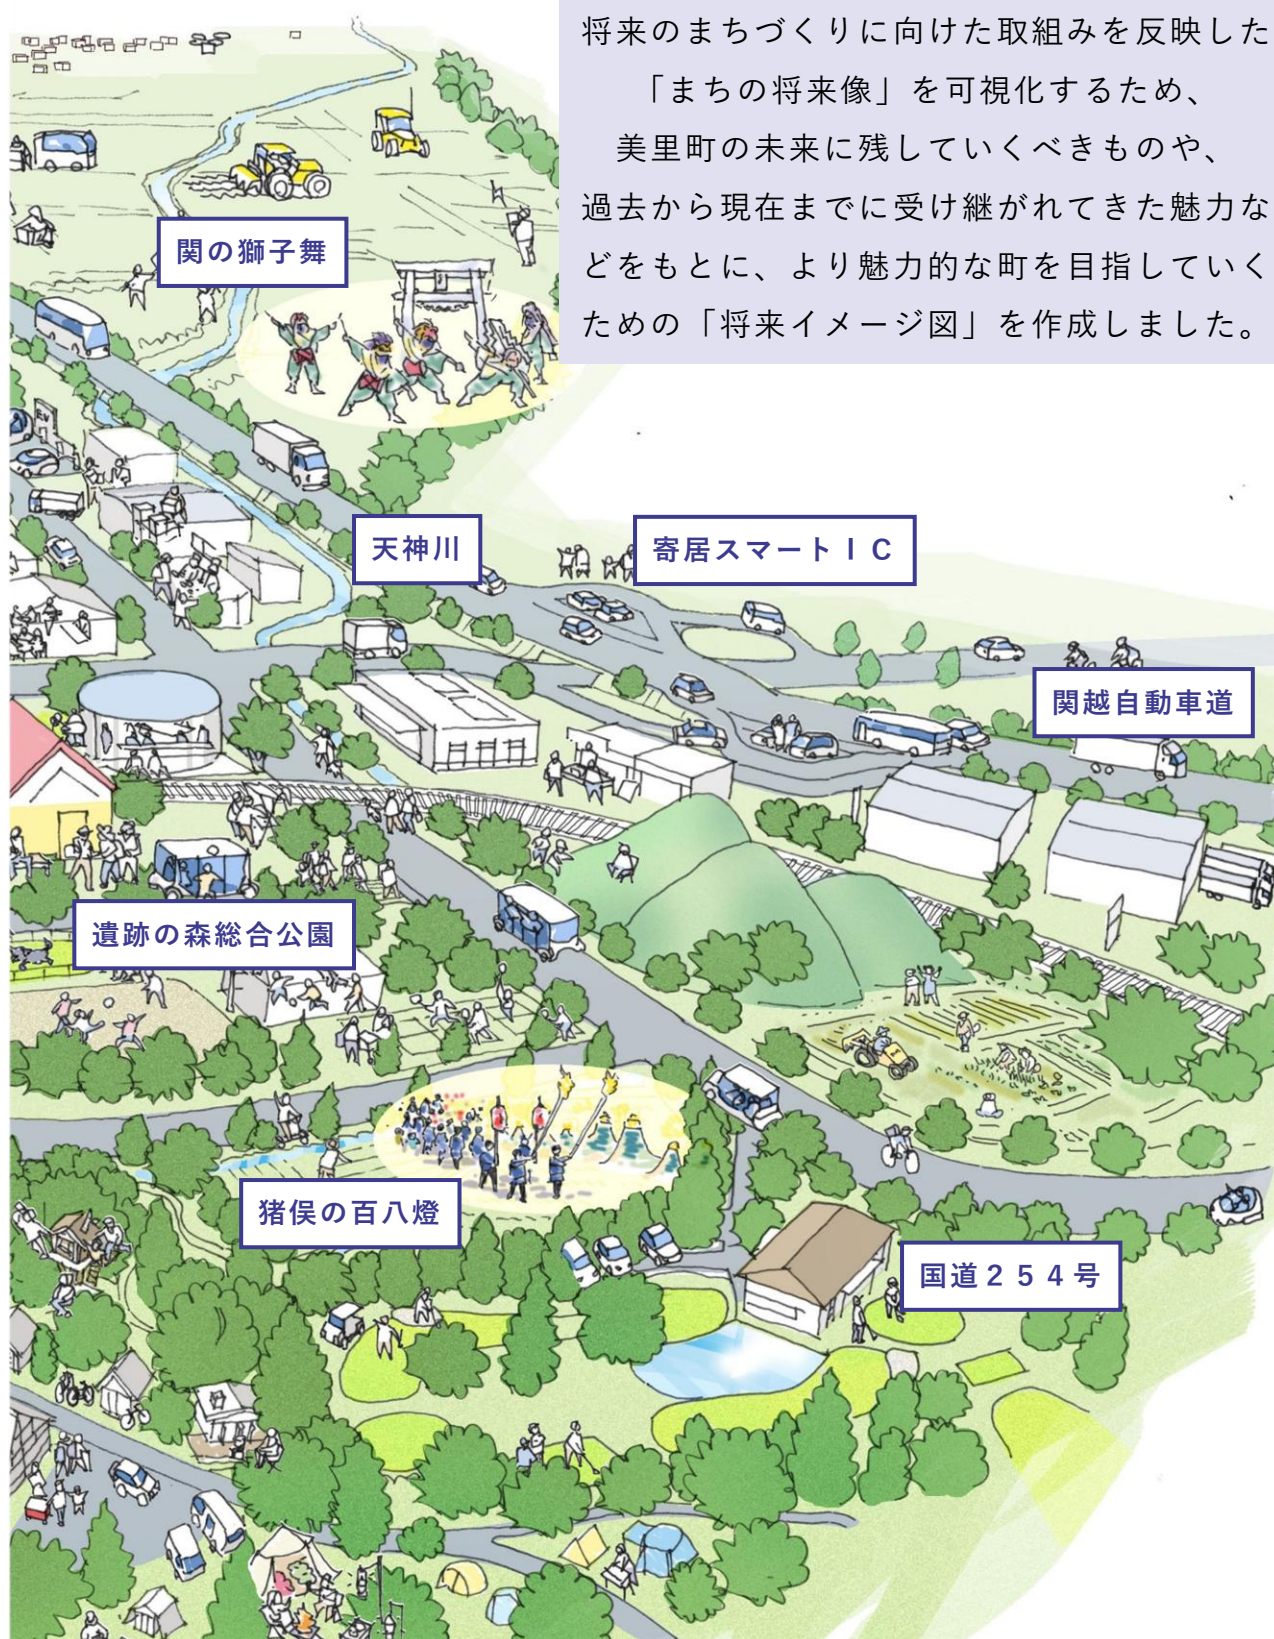 将来のまちづくりに向けた取組みを反映した
「まちの将来像」を可視化するため、
美里町の未来に残していくべきものや、
過去から現在までに受け継がれてきた魅力な
どをもとに、より魅力的な町を目指していく
ための「将来イメージ図」を作成しました。
関の獅子舞
EV
天神川
寄居スマートＩＣ
関越自動車道
遺跡の森総合公園
猪俣の百八燈
国道２５４号